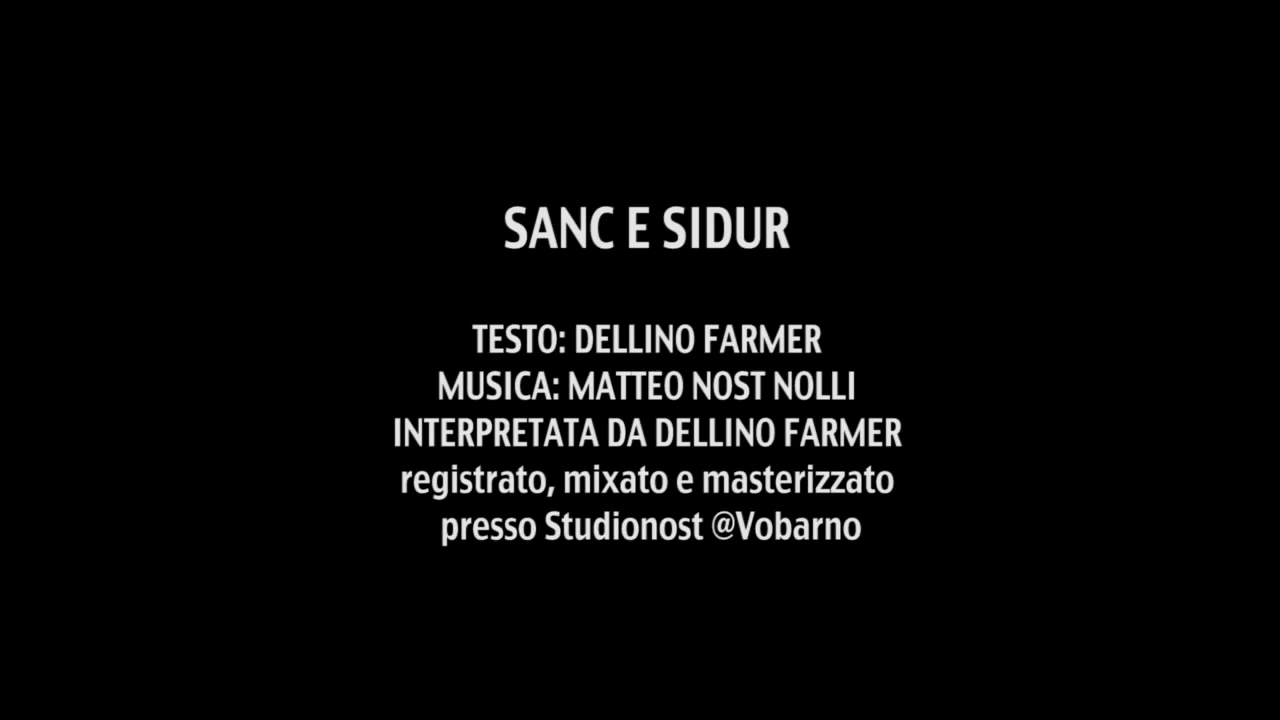 SANC E SIDUR
TESTO: DELLINO FARMER
MUSICA: MATTEO NOST NOLLI
INTERPRETATA DA DELLINO FARMER
registrato, mixato e masterizzato
presso Studionost @Vobarno